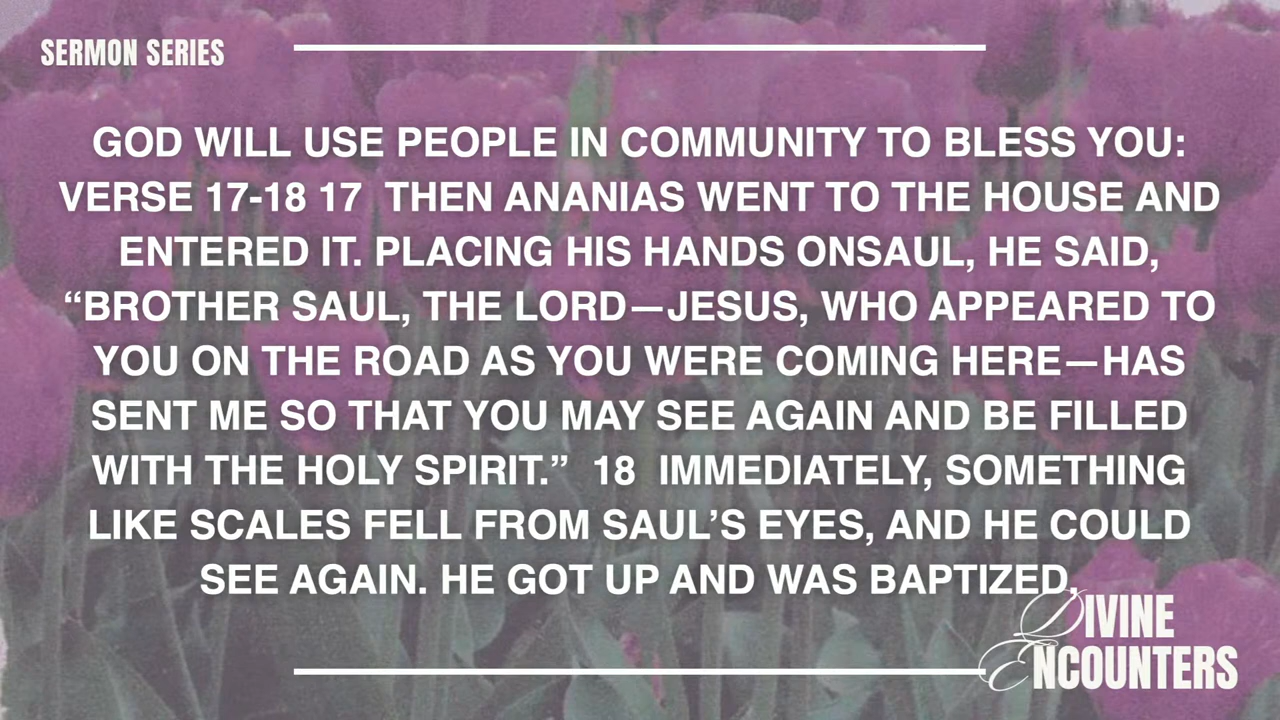 SERMON SERIES
GOD WILL USE PEOPLE IN COMMUNITY TO BLESS YOU:
VERSE 17-18 17  THEN ANANIAS WENT TO THE HOUSE AND
ENTERED IT. PLACING HIS HANDS ONSAUL, HE SAID,
“BROTHER SAUL, THE LORD—JESUS, WHO APPEARED TO
YOU ON THE ROAD AS YOU WERE COMING HERE—HAS
SENT ME SO THAT YOU MAY SEE AGAIN AND BE FILLED
WITH THE HOLY SPIRIT.”  18  IMMEDIATELY, SOMETHING
LIKE SCALES FELL FROM SAUL’S EYES, AND HE COULD
SEE AGAIN. HE GOT UP AND WAS BAPTIZED.
DIVINE
ENCOUNTERS